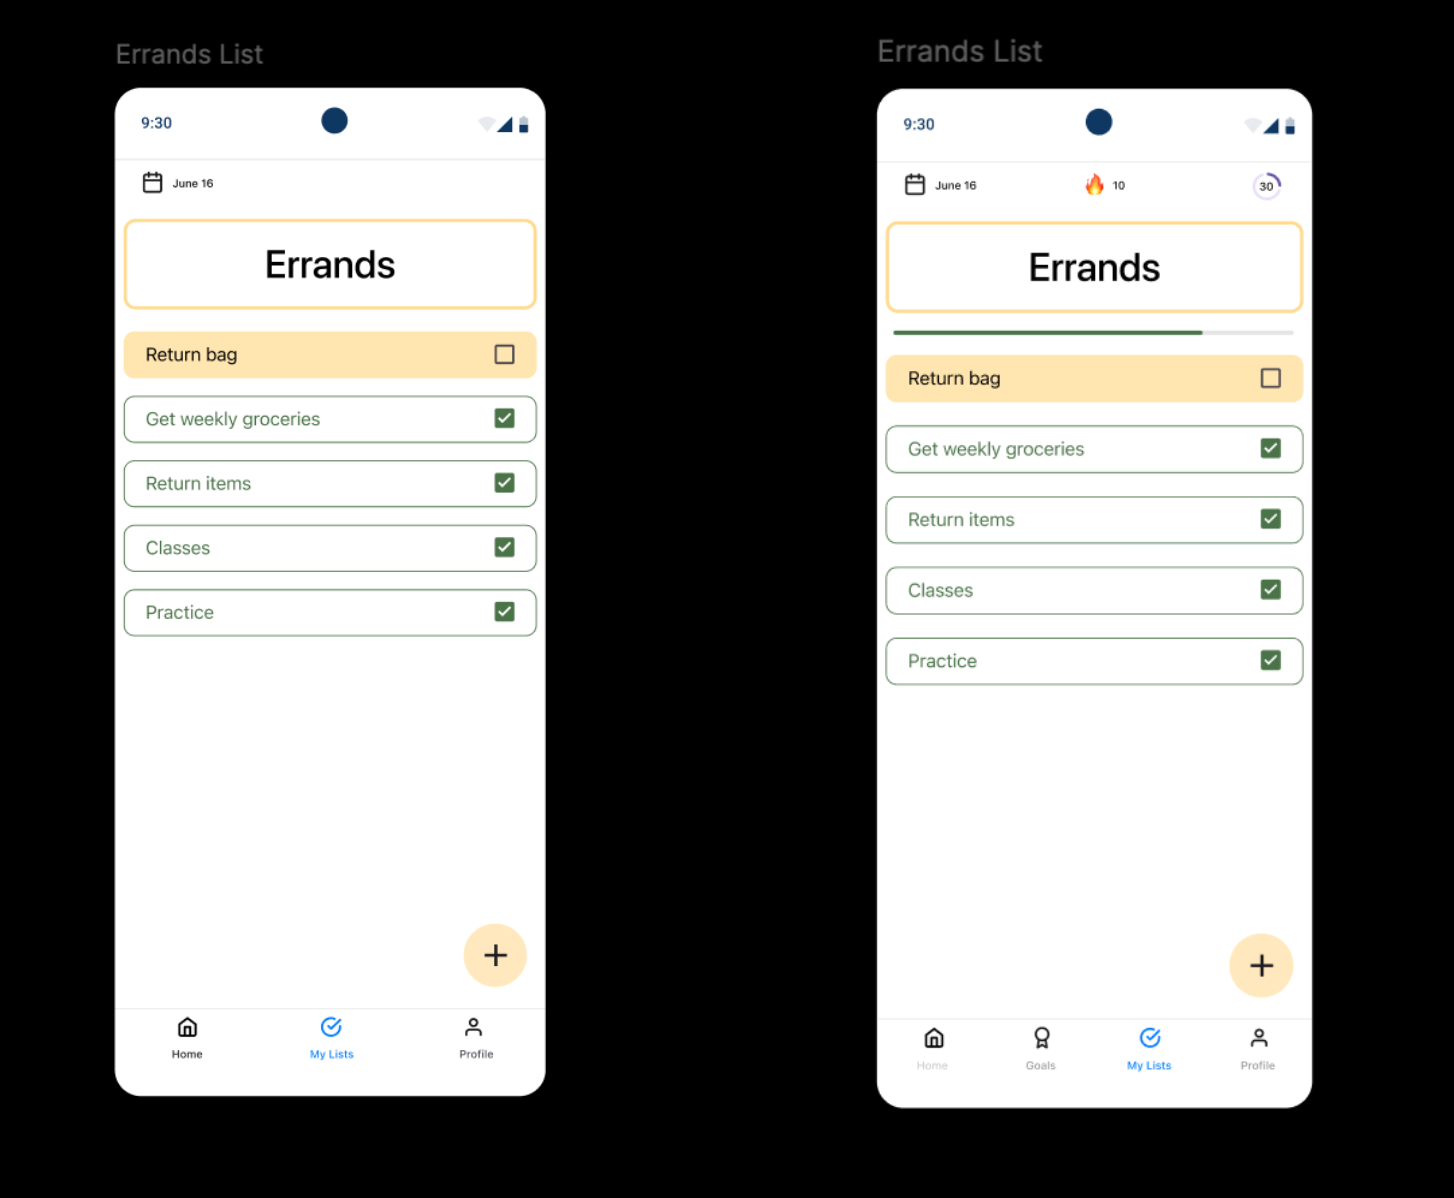 Errands List
9:30
June 16
Errands
Return bag
Get weekly groceries
Return items
Classes
Practice
Home
My Lists
Profile
Errands List
9:30
June 16
10
30
Errands
Return bag
Get weekly groceries
Return items
Classes
Practice
Home
Goals
My Lists
Profile